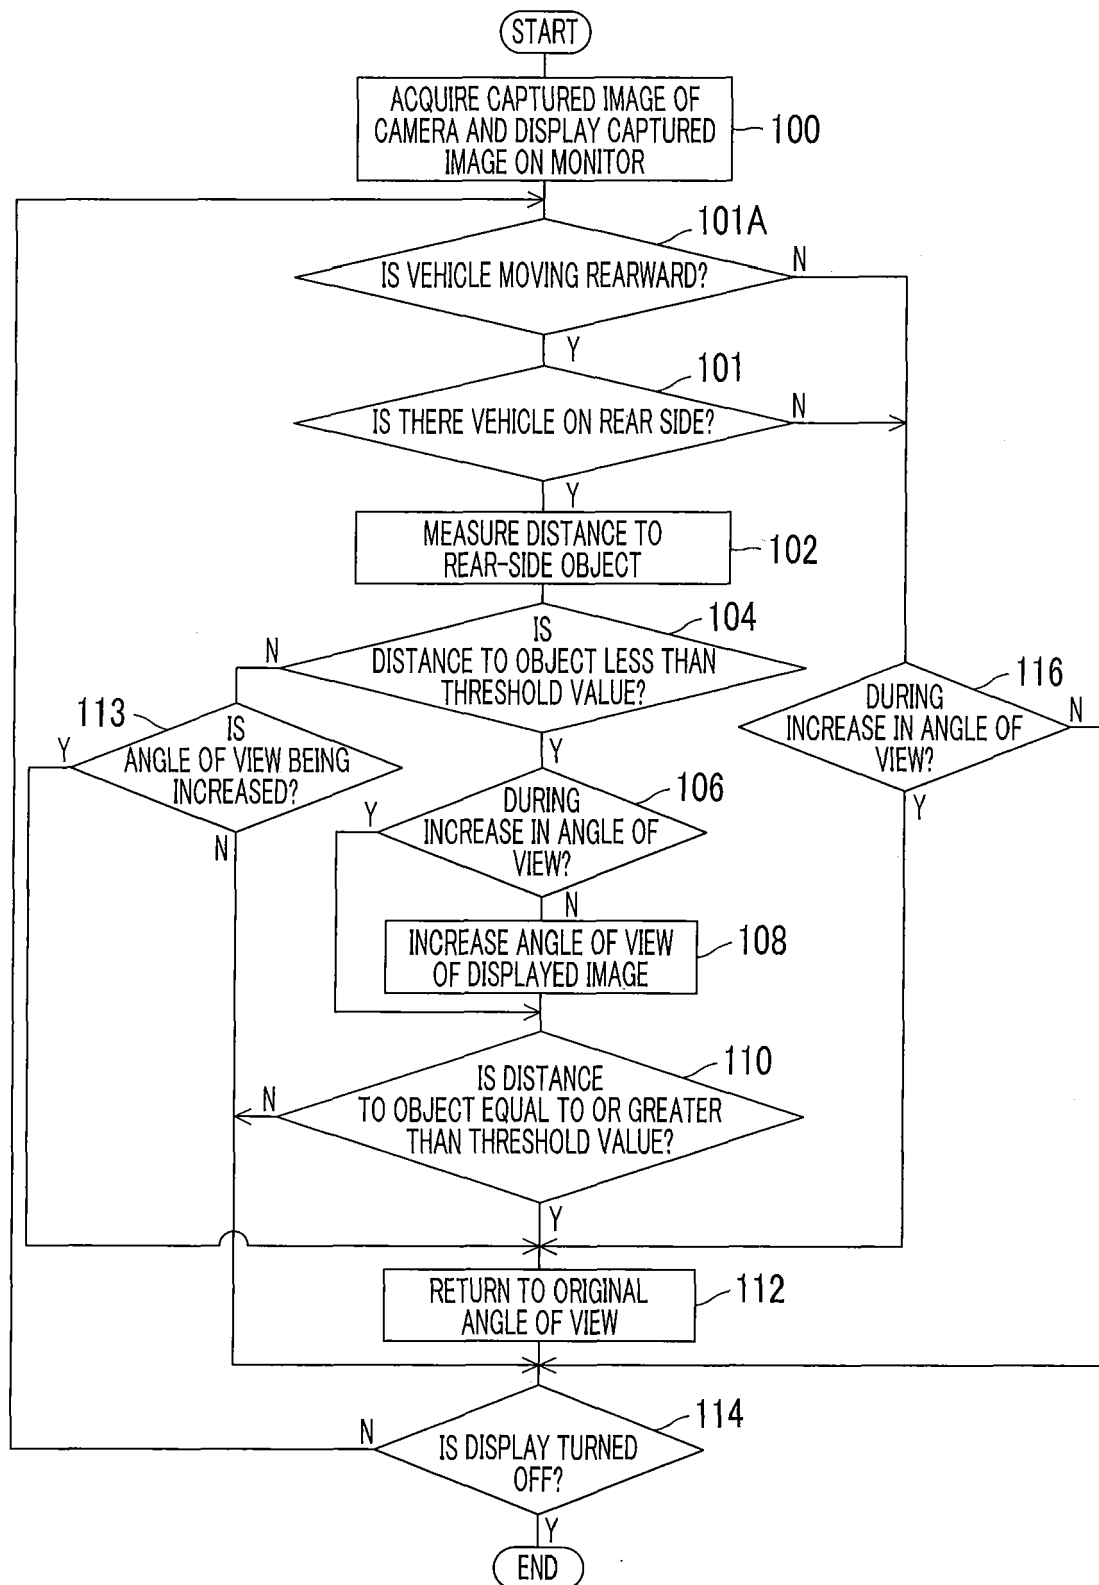 START
ACQUIRE CAPTURED IMAGE OF
CAMERA AND DISPLAY CAPTURED
IMAGE ON MONITOR
100
101A
IS VEHICLE MOVING REARWARD?
N
Y
101
IS THERE VEHICLE ON REAR SIDE?
N
Y
MEASURE DISTANCE TO
REAR-SIDE OBJECT
102
104
IS
DISTANCE TO OBJECT LESS THAN
THRESHOLD VALUE?
N
Y
113
IS
ANGLE OF VIEW BEING
INCREASED?
Y
N
116
DURING
INCREASE IN ANGLE OF
VIEW?
N
Y
106
DURING
INCREASE IN ANGLE OF
VIEW?
Y
N
INCREASE ANGLE OF VIEW
OF DISPLAYED IMAGE
108
110
IS DISTANCE
TO OBJECT EQUAL TO OR GREATER
THAN THRESHOLD VALUE?
N
Y
RETURN TO ORIGINAL
ANGLE OF VIEW
112
114
IS DISPLAY TURNED
OFF?
N
Y
END